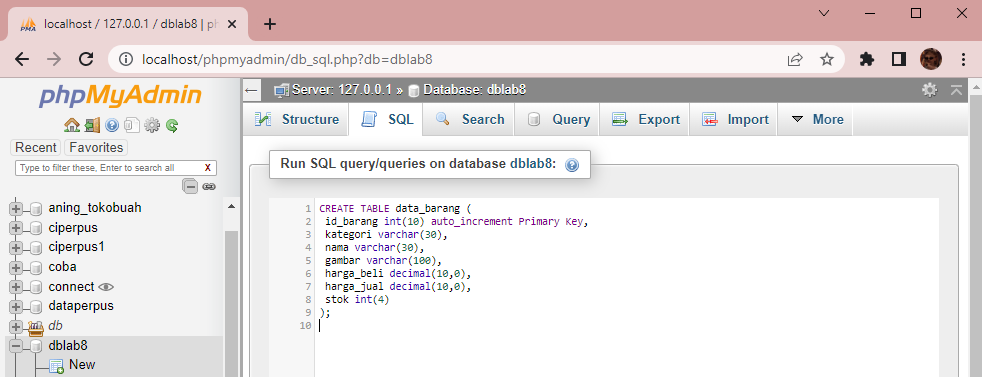 localhost / 127.0.0.1 / dblab8 | ph
localhost/phpmyadmin/db_sql.php?db=dblab8
phpMyAdmin
Recent Favorites
Type to filter these, Enter to search all X
aning_tokobuah
ciperpus
ciperpus1
coba
connect
dataperpus
db
dblab8
New
Server: 127.0.0.1 » Database: dblab8
Structure SQL Search Query Export Import More
Run SQL query/queries on database dblab8:
1 CREATE TABLE data_barang (
2 id_barang int(10) auto_increment Primary Key,
3 kategori varchar(30),
4 nama varchar(30),
5 gambar varchar(100),
6 harga_beli decimal(10,0),
7 harga_jual decimal(10,0),
8 stok int(4)
9 );
10